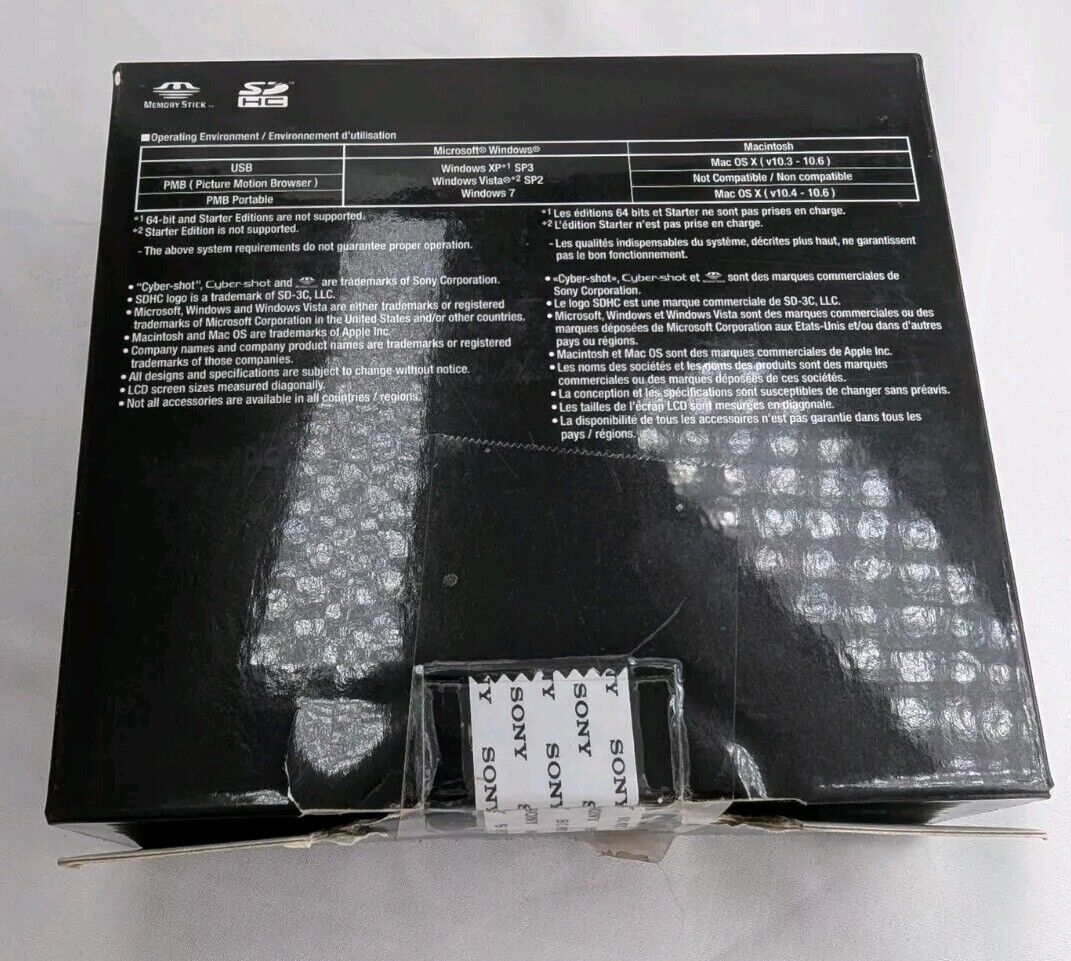 MEMORY STICK™
SD™
HC
■Operating Environment / Environnement d'utilisation
Microsoft® Windows® Macintosh
USB Windows XP*1 SP3 Mac OS X ( v10.3 - 10.6 )
PMB ( Picture Motion Browser ) Windows Vista®*2 SP2 Not Compatible / Non compatible
PMB Portable Windows 7 Mac OS X ( v10.4 - 10.6 )
*1 64-bit and Starter Editions are not supported.
*2 Starter Edition is not supported.
- The above system requirements do not guarantee proper operation.
● "Cyber-shot", Cyber-shot and are trademarks of Sony Corporation.
● SDHC logo is a trademark of SD-3C, LLC.
● Microsoft, Windows and Windows Vista are either trademarks or registered
trademarks of Microsoft Corporation in the United States and/or other countries.
● Macintosh and Mac OS are trademarks of Apple Inc.
● Company names and company product names are trademarks or registered
trademarks of those companies.
● All designs and specifications are subject to change without notice.
● LCD screen sizes measured diagonally.
● Not all accessories are available in all countries / regions.
*1 Les éditions 64 bits et Starter ne sont pas prises en charge.
*2 L'édition Starter n'est pas prise en charge.
- Les qualités indispensables du système, décrites plus haut, ne garantissent
pas le bon fonctionnement.
● «Cyber-shot», Cyber-shot et sont des marques commerciales de
Sony Corporation.
● Le logo SDHC est une marque commerciale de SD-3C, LLC.
● Microsoft, Windows et Windows Vista sont des marques commerciales ou des
marques déposées de Microsoft Corporation aux Etats-Unis et/ou dans d'autres
pays ou régions.
● Macintosh et Mac OS sont des marques commerciales de Apple Inc.
● Les noms des sociétés et les noms des produits sont des marques
commerciales ou des marques déposées de ces sociétés.
● La conception et les spécifications sont susceptibles de changer sans préavis.
● Les tailles de l'écran LCD sont mesurées en diagonale.
● La disponibilité de tous les accessoires n'est pas garantie dans tous les
pays / régions.
SONY
SONY
SONY
SONY
SONY